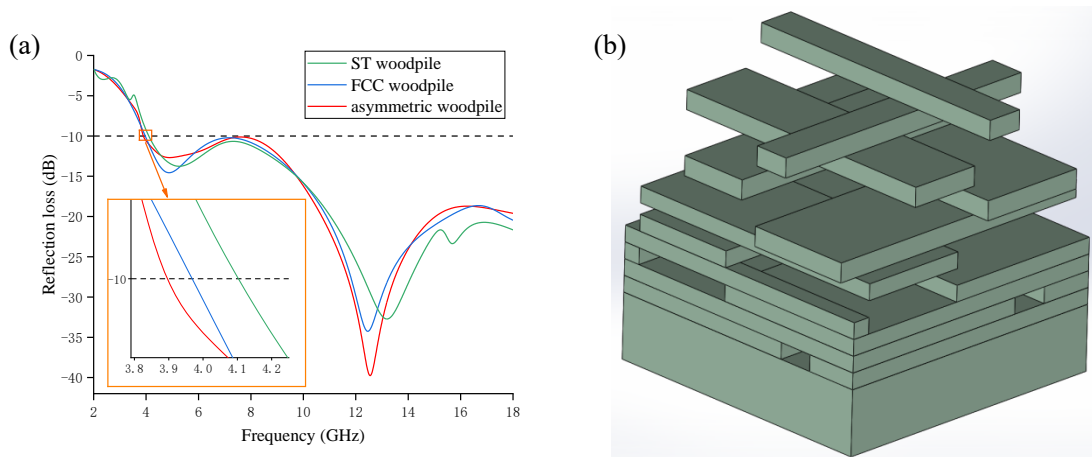 (a)
(b)
ST woodpile
FCC woodpile
asymmetric woodpile
0
−5
−10
−15
−20
−25
−30
−35
−40
Reflection loss (dB)
−10
3.8 3.9 4.0 4.1 4.2
2 4 6 8 10 12 14 16 18
Frequency (GHz)